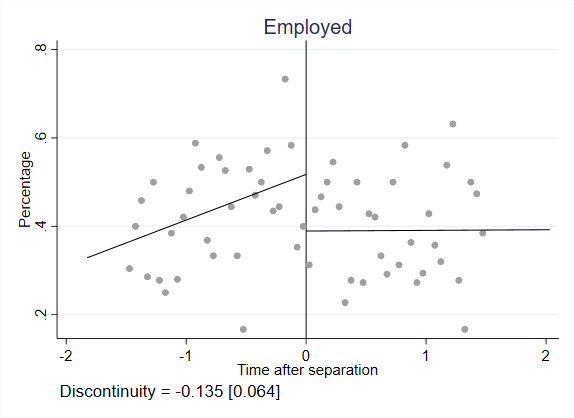 Employed
Percentage
.8
.6
.4
.2
-2 -1 0 1 2
Time after separation
Discontinuity = -0.135 [0.064]